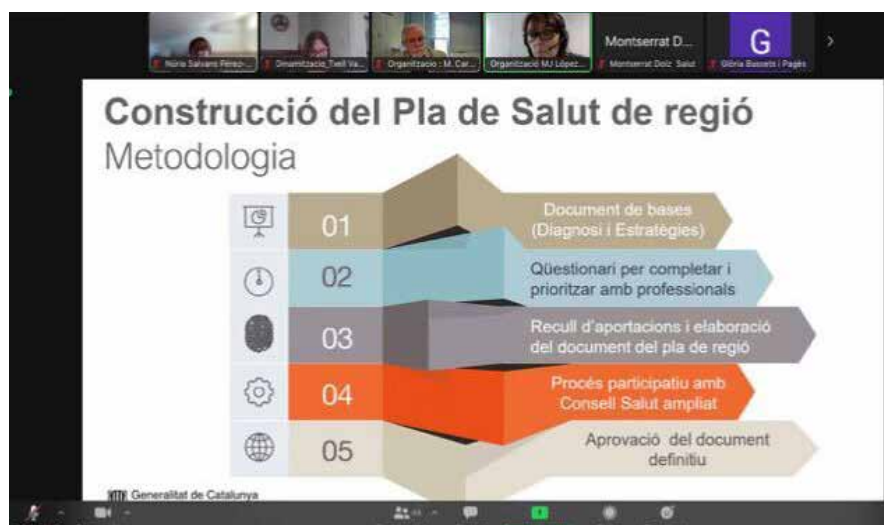 Núria Salvans Pérez-...
Dinamització_Txell Va...
Organització : M. Car...
Organització MJ López...
Montserrat D...
Montserrat Doiz Salut
G
Glòria Bassets i Pagès
Construcció del Pla de Salut de regió
Metodologia
01
Document de bases
(Diagnosi i Estratègies)
02
Qüestionari per completar i
prioritzar amb professionals
03
Recull d'aportacions i elaboració
del document del pla de regió
04
Procés participatiu amb
Consell Salut ampliat
05
Aprovació del document
definitiu
Generalitat de Catalunya